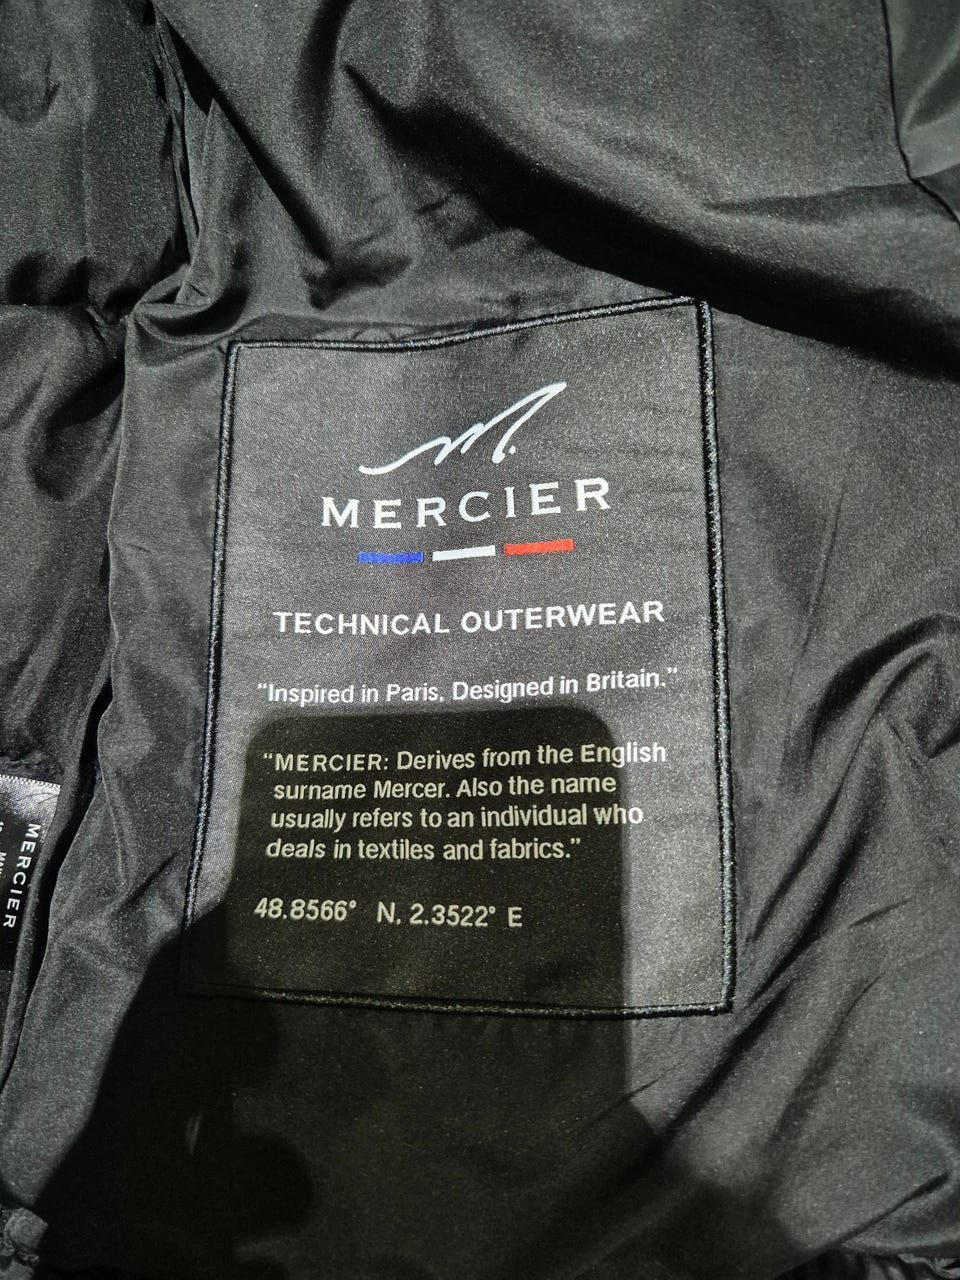 M.
MERCIER
TECHNICAL OUTERWEAR
“Inspired in Paris. Designed in Britain.”
“MERCIER: Derives from the English
surname Mercer. Also the name
usually refers to an individual who
deals in textiles and fabrics.”
48.8566° N, 2.3522° E
MERCIER